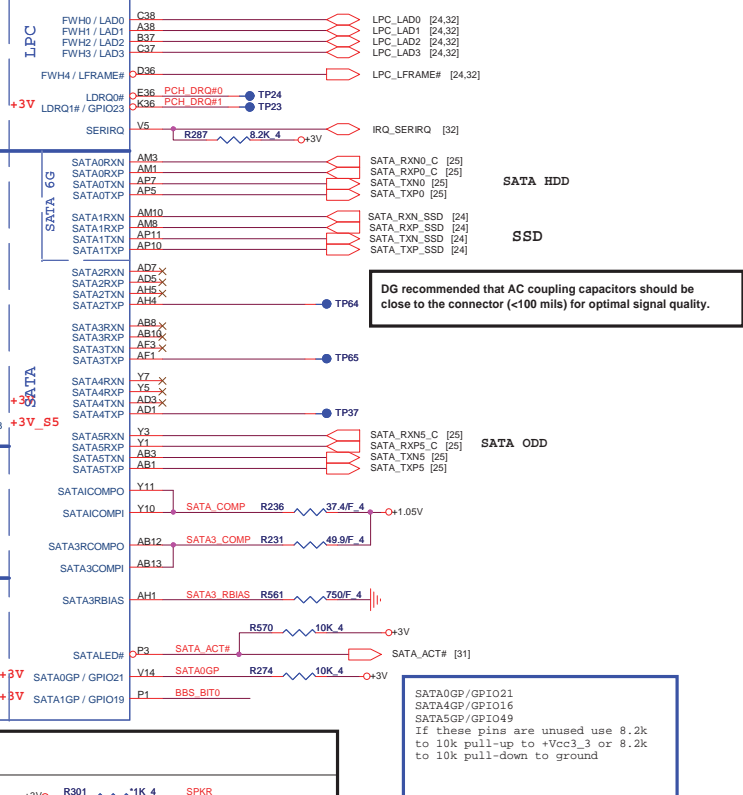 LPC
FWH0 / LAD0 C38 LPC_LAD0 [24,32]
FWH1 / LAD1 A38 LPC_LAD1 [24,32]
FWH2 / LAD2 B37 LPC_LAD2 [24,32]
FWH3 / LAD3 C37 LPC_LAD3 [24,32]
FWH4 / LFRAME# D36 LPC_LFRAME# [24,32]
LDRQ0# E36 PCH_DRQ#0 TP24
+3V LDRQ1# / GPIO23 K36 PCH_DRQ#1 TP23
SERIRQ V5 IRQ_SERIRQ [32]
R287 8.2K_4 +3V
SATA 6G
SATA0RXN AM3 SATA_RXN0_C [25]
SATA0RXP AM1 SATA_RXP0_C [25]
SATA0TXN AP7 SATA_TXN0 [25]
SATA0TXP AP5 SATA_TXP0 [25]
SATA HDD
SATA1RXN AM10 SATA_RXN_SSD [24]
SATA1RXP AM8 SATA_RXP_SSD [24]
SATA1TXN AP11 SATA_TXN_SSD [24]
SATA1TXP AP10 SATA_TXP_SSD [24]
SSD
SATA2RXN AD7
SATA2RXP AD5
SATA2TXN AH5
SATA2TXP AH4 TP64
DG recommended that AC coupling capacitors should be
close to the connector (<100 mils) for optimal signal quality.
SATA3RXN AB8
SATA3RXP AB10
SATA3TXN AF3
SATA3TXP AF1 TP65
SATA
SATA4RXN Y7
SATA4RXP Y5
+3V SATA4TXN AD3
SATA4TXP AD1 TP37
+3V_S5
SATA5RXN Y3 SATA_RXN5_C [25]
SATA5RXP Y1 SATA_RXP5_C [25]
SATA5TXN AB3 SATA_TXN5 [25]
SATA5TXP AB1 SATA_TXP5 [25]
SATA ODD
SATAICOMPO Y11
SATAICOMPI Y10 SATA_COMP R236 37.4/F_4 +1.05V
SATA3RCOMPO AB12 SATA3_COMP R231 49.9/F_4
SATA3COMPI AB13
SATA3RBIAS AH1 SATA3_RBIAS R561 750/F_4
R570 10K_4 +3V
SATALED# P3 SATA_ACT# SATA_ACT# [31]
+3V SATA0GP / GPIO21 V14 SATA0GP R274 10K_4 +3V
+3V SATA1GP / GPIO19 P1 BBS_BIT0
SATA0GP/GPIO21
SATA4GP/GPIO16
SATA5GP/GPIO49
If these pins are unused use 8.2k
to 10k pull-up to +Vcc3_3 or 8.2k
to 10k pull-down to ground
R301 *1K_4 SPKR